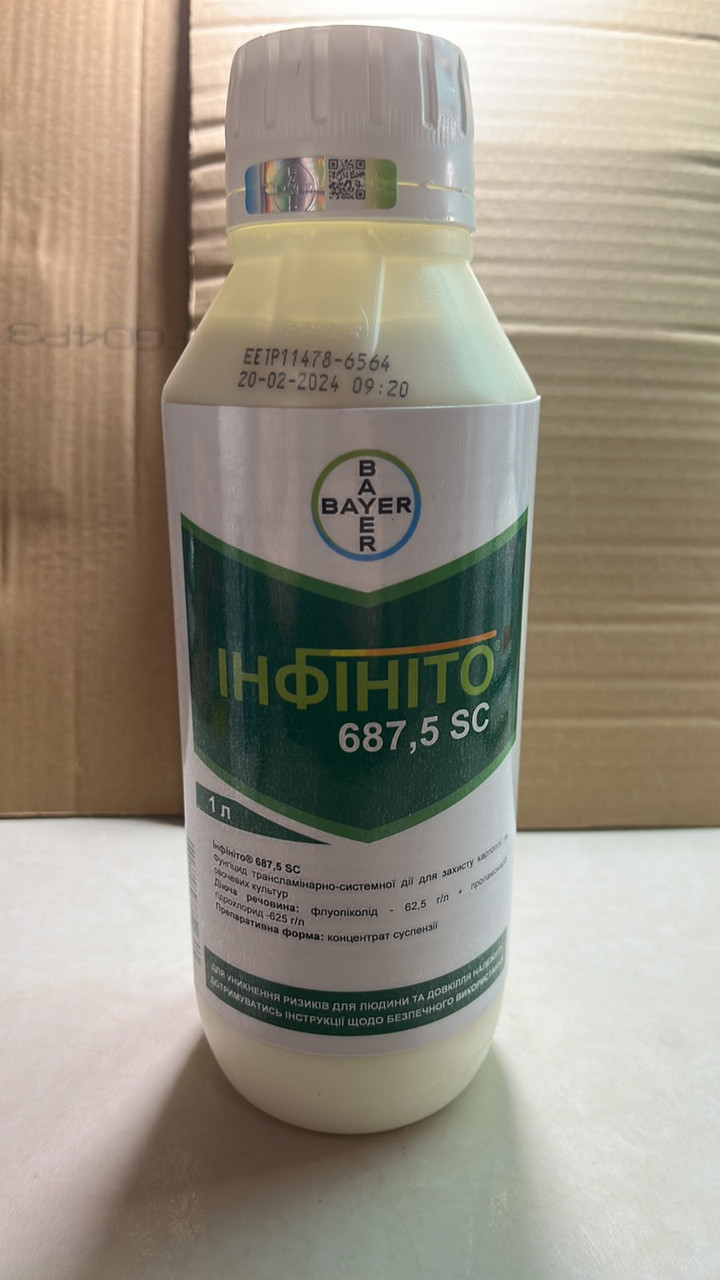 EE1P11478-6564
20-02-2024 09:20
BAYER
BAYER
ІНФІНІТО®
687,5 SC
1 л
Інфініто® 687,5 SC
Фунгіцид трансламінарно-системної дії для захисту картоплі та
овочевих культур
Діюча речовина: флуопіколід - 62,5 г/л + пропамокарб
гідрохлорид -625 г/л
Препаративна форма: концентрат суспензії
ДЛЯ УНИКНЕННЯ РИЗИКІВ ДЛЯ ЛЮДИНИ ТА ДОВКІЛЛЯ НАЛЕЖИТЬ
ДОТРИМУВАТИСЬ ІНСТРУКЦІЇ ЩОДО БЕЗПЕЧНОГО ВИКОРИСТАННЯ